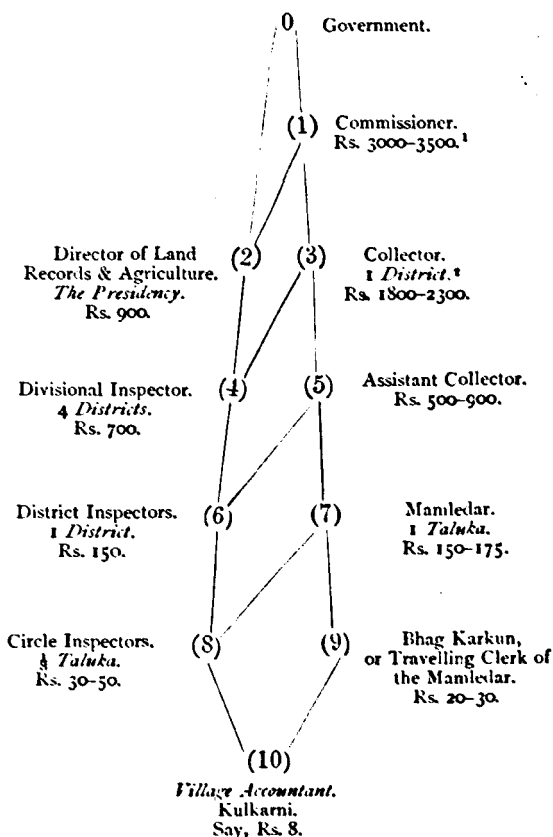 0 Government.
(1) Commissioner.
Rs. 3000–3500.¹
Director of Land
Records & Agriculture.
The Presidency.
Rs. 900.
(2)
(3)
Collector.
1 District.²
Rs. 1800–2300.
Divisional Inspector.
4 Districts.
Rs. 700.
(4)
(5)
Assistant Collector.
Rs. 500–900.
District Inspectors.
1 District.
Rs. 150.
(6)
(7)
Mamledar.
1 Taluka.
Rs. 150–175.
Circle Inspectors.
Taluka.
Rs. 30–50.
(8)
(9)
Bhag Karkun,
or Travelling Clerk of
the Mamledar.
Rs. 20–30.
(10)
Village Accountant.
Kulkarni.
Say, Rs. 8.